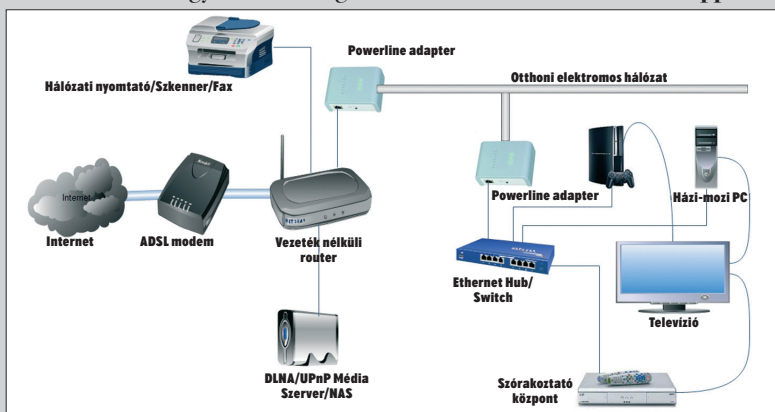 Powerline adapter
Hálózati nyomtató/Szkenner/Fax
Otthoni elektromos hálózat
Internet
Internet
ADSL modem
Vezeték nélküli
router
Powerline adapter
Házi-mozi PC
Ethernet Hub/
Switch
Televízió
DLNA/UPnP Média
Szerver/NAS
Szórakoztató
központ